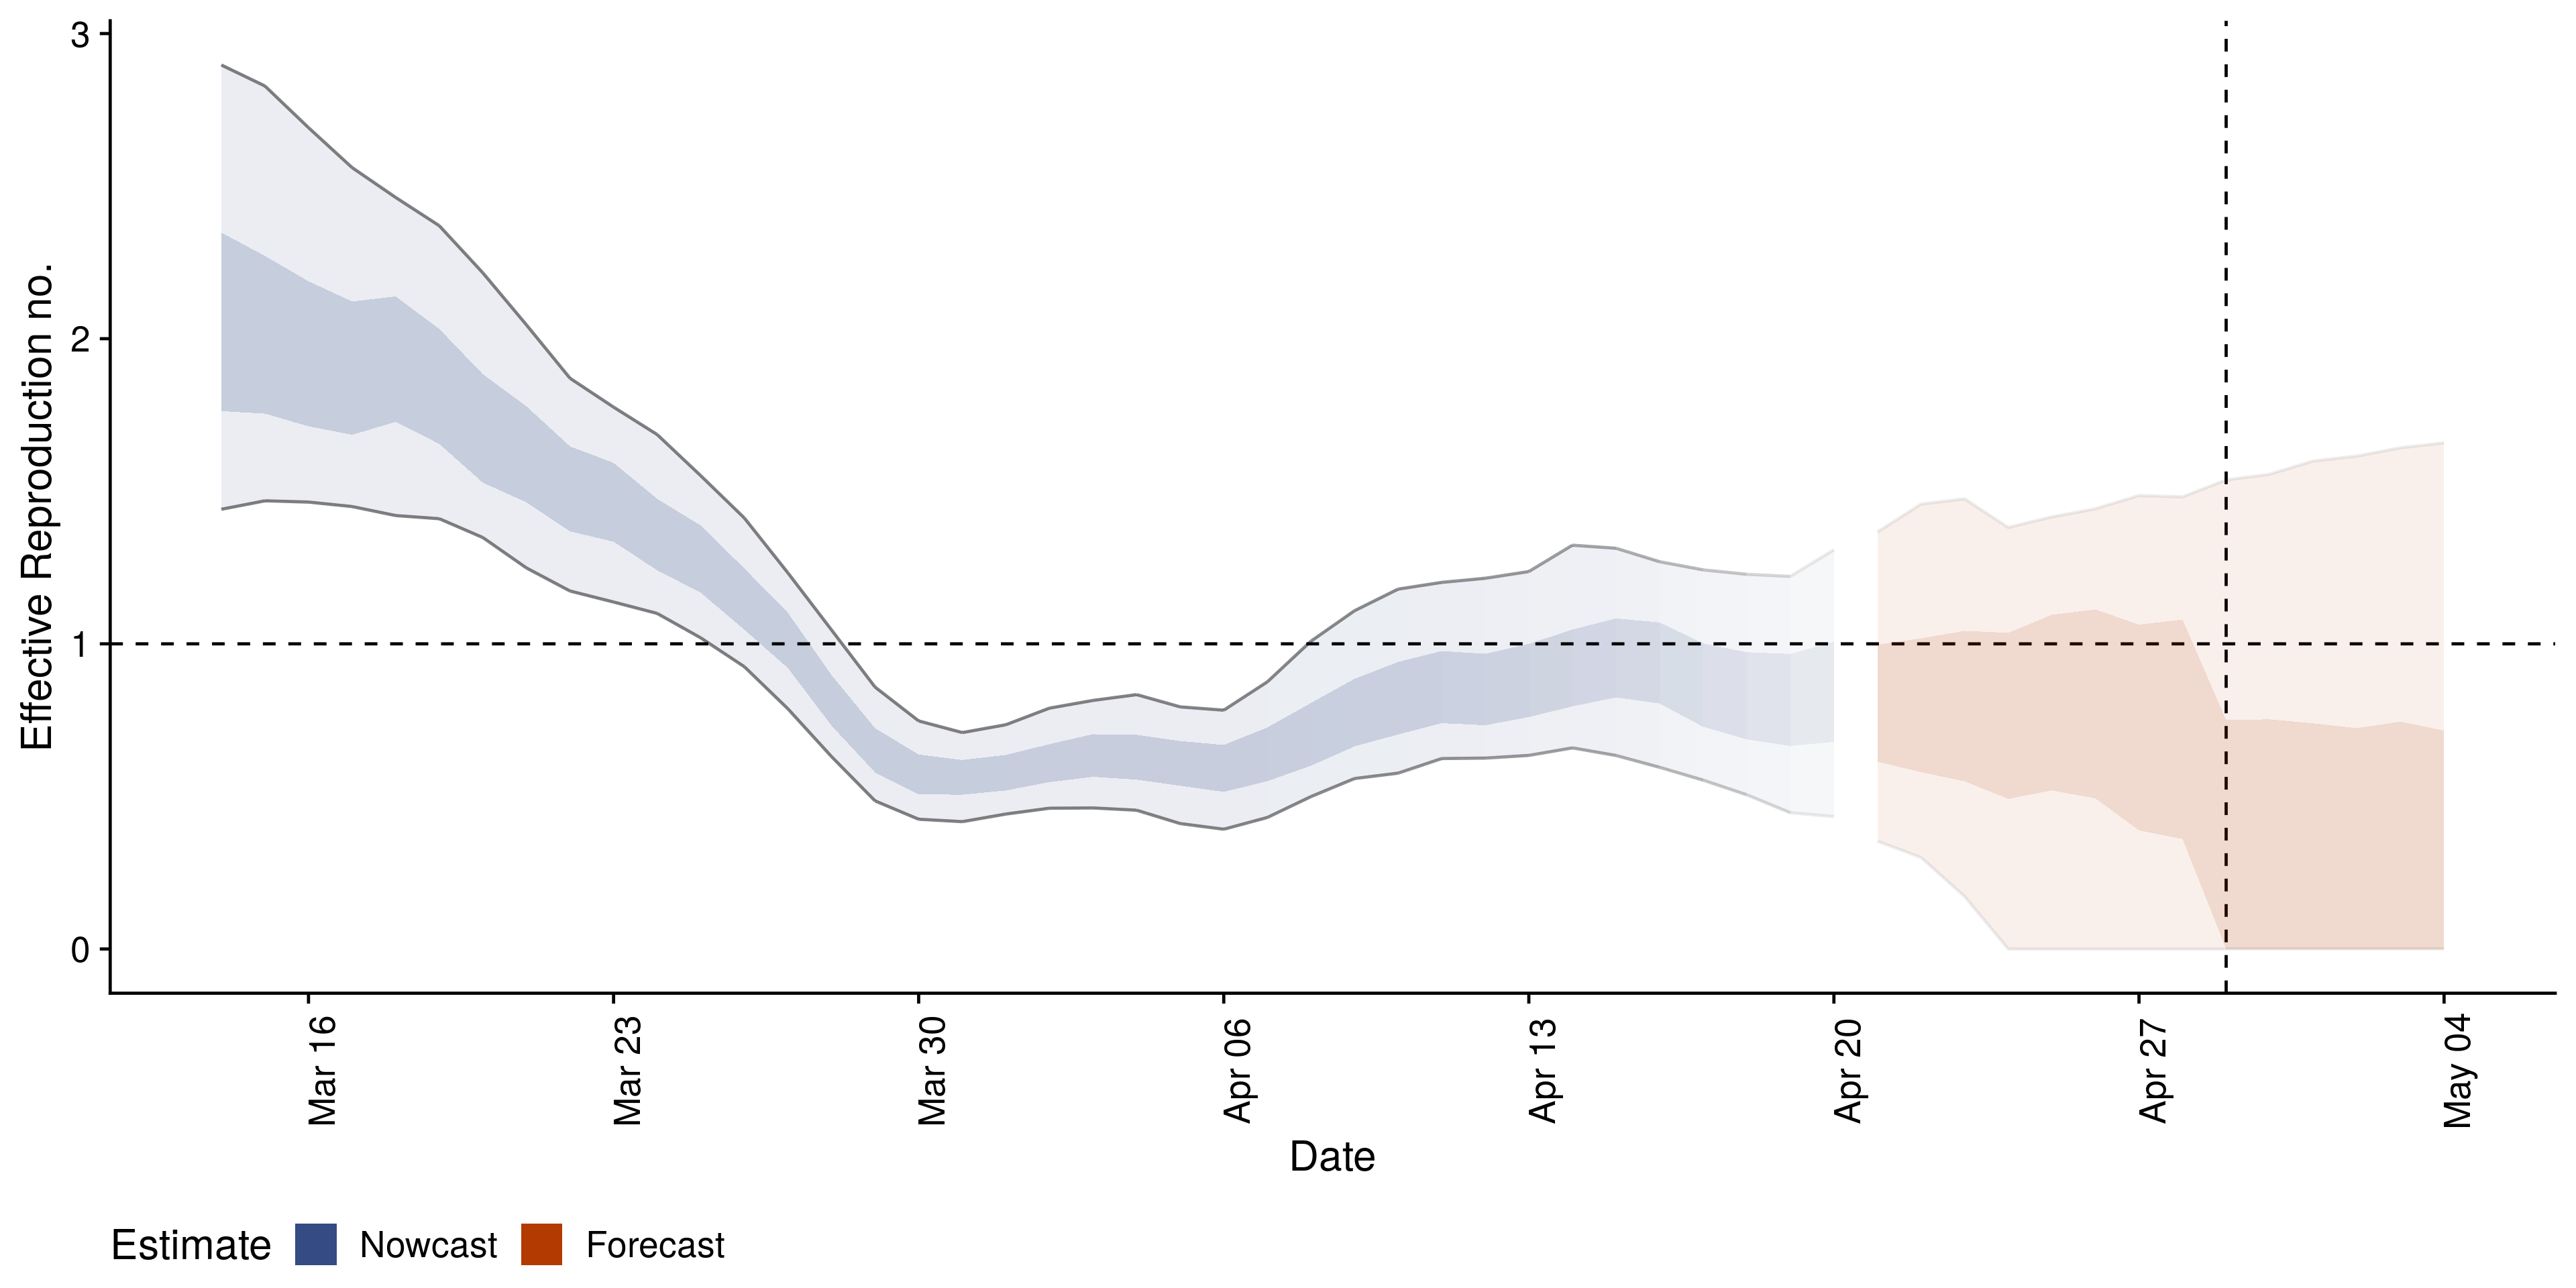 Effective Reproduction no.
3
2
1
0
Mar 16
Mar 23
Mar 30
Apr 06
Apr 13
Apr 20
Apr 27
May 04
Date
Estimate Nowcast Forecast